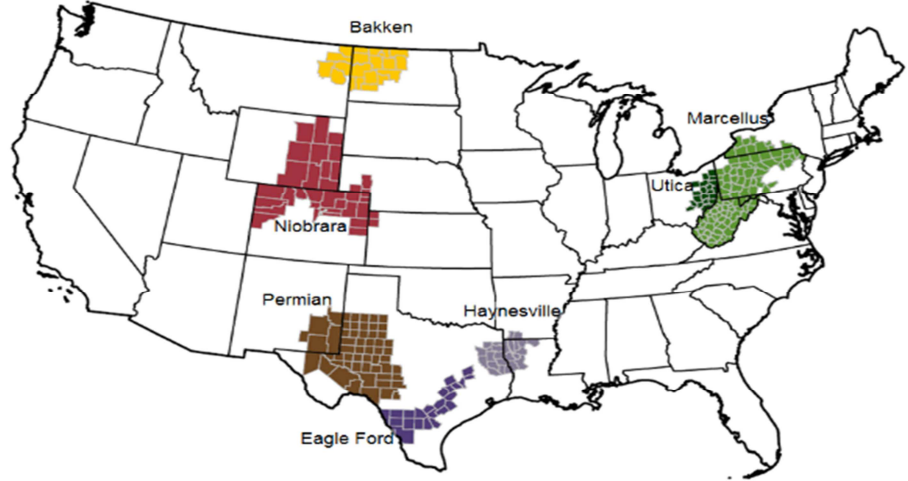 Bakken
Marcellus
Utica
Niobrara
Permian
Haynesville
Eagle Ford